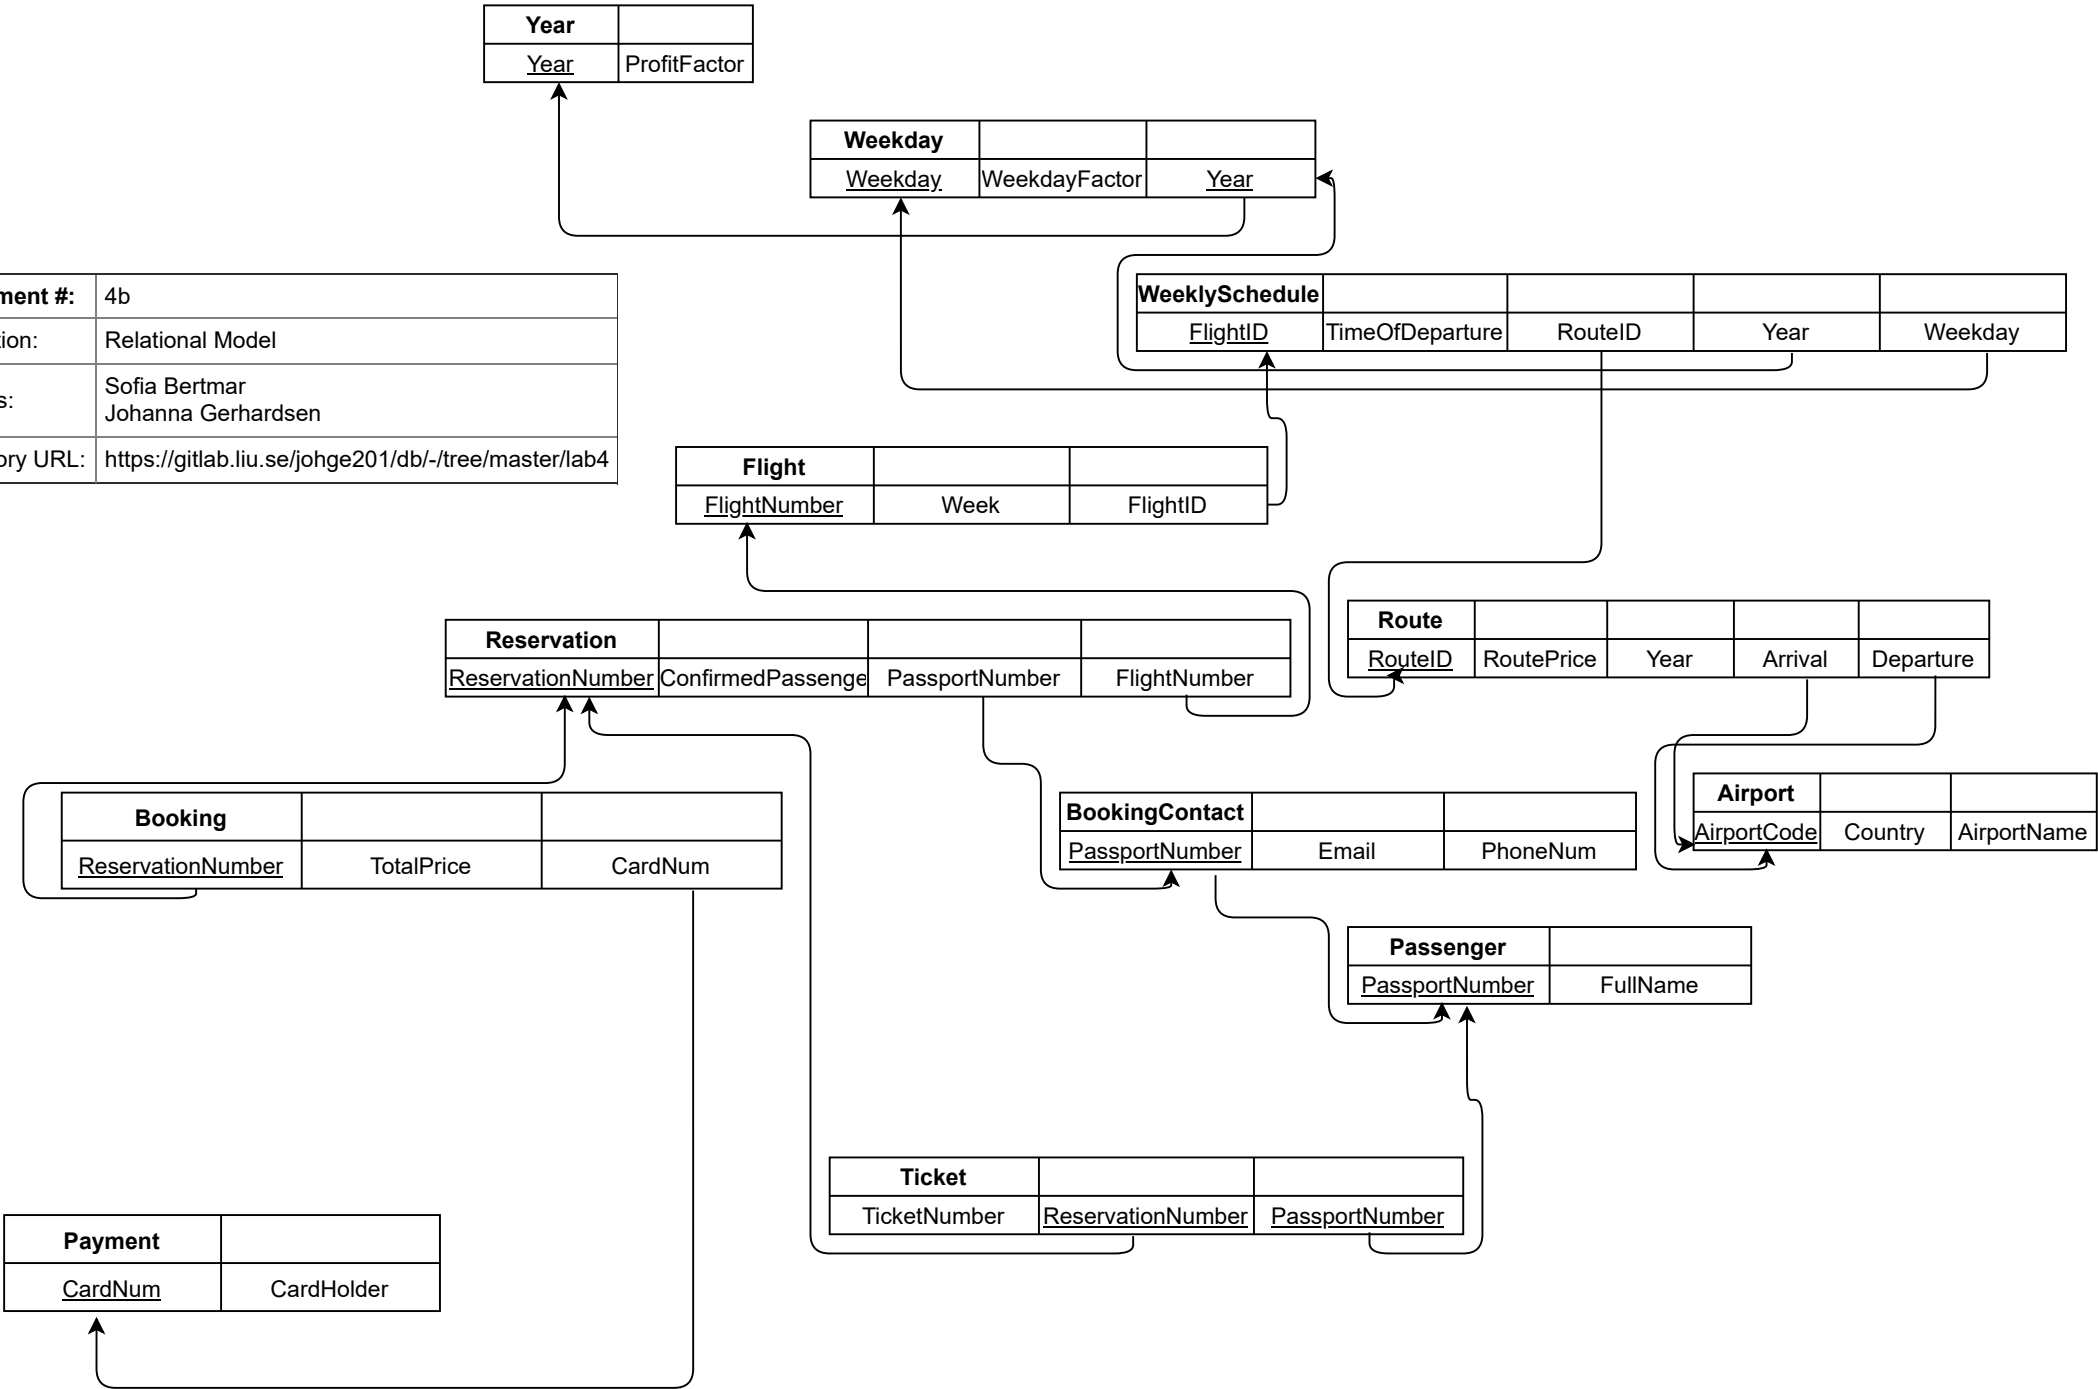 Year
Year ProfitFactor
Weekday
Weekday WeekdayFactor Year
ment #: 4b
WeeklySchedule
FlightID TimeOfDeparture RouteID Year Weekday
ion: Relational Model
s: Sofia Bertmar
Johanna Gerhardsen
ory URL: https://gitlab.liu.se/johge201/db/-/tree/master/lab4
Flight
FlightNumber Week FlightID
Reservation
ReservationNumber ConfirmedPassenge PassportNumber FlightNumber
Route
RouteID RoutePrice Year Arrival Departure
Booking
ReservationNumber TotalPrice CardNum
BookingContact
PassportNumber Email PhoneNum
Airport
AirportCode Country AirportName
Passenger
PassportNumber FullName
Ticket
TicketNumber ReservationNumber PassportNumber
Payment
CardNum CardHolder